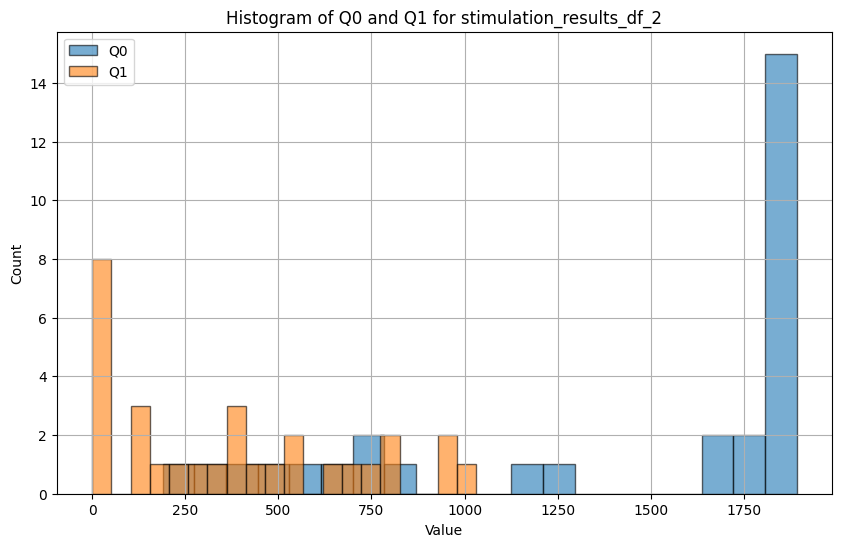 Histogram of Q0 and Q1 for stimulation_results_df_2
Q0
Q1
14
12
10
8
6
4
2
0
Count
0 250 500 750 1000 1250 1500 1750
Value